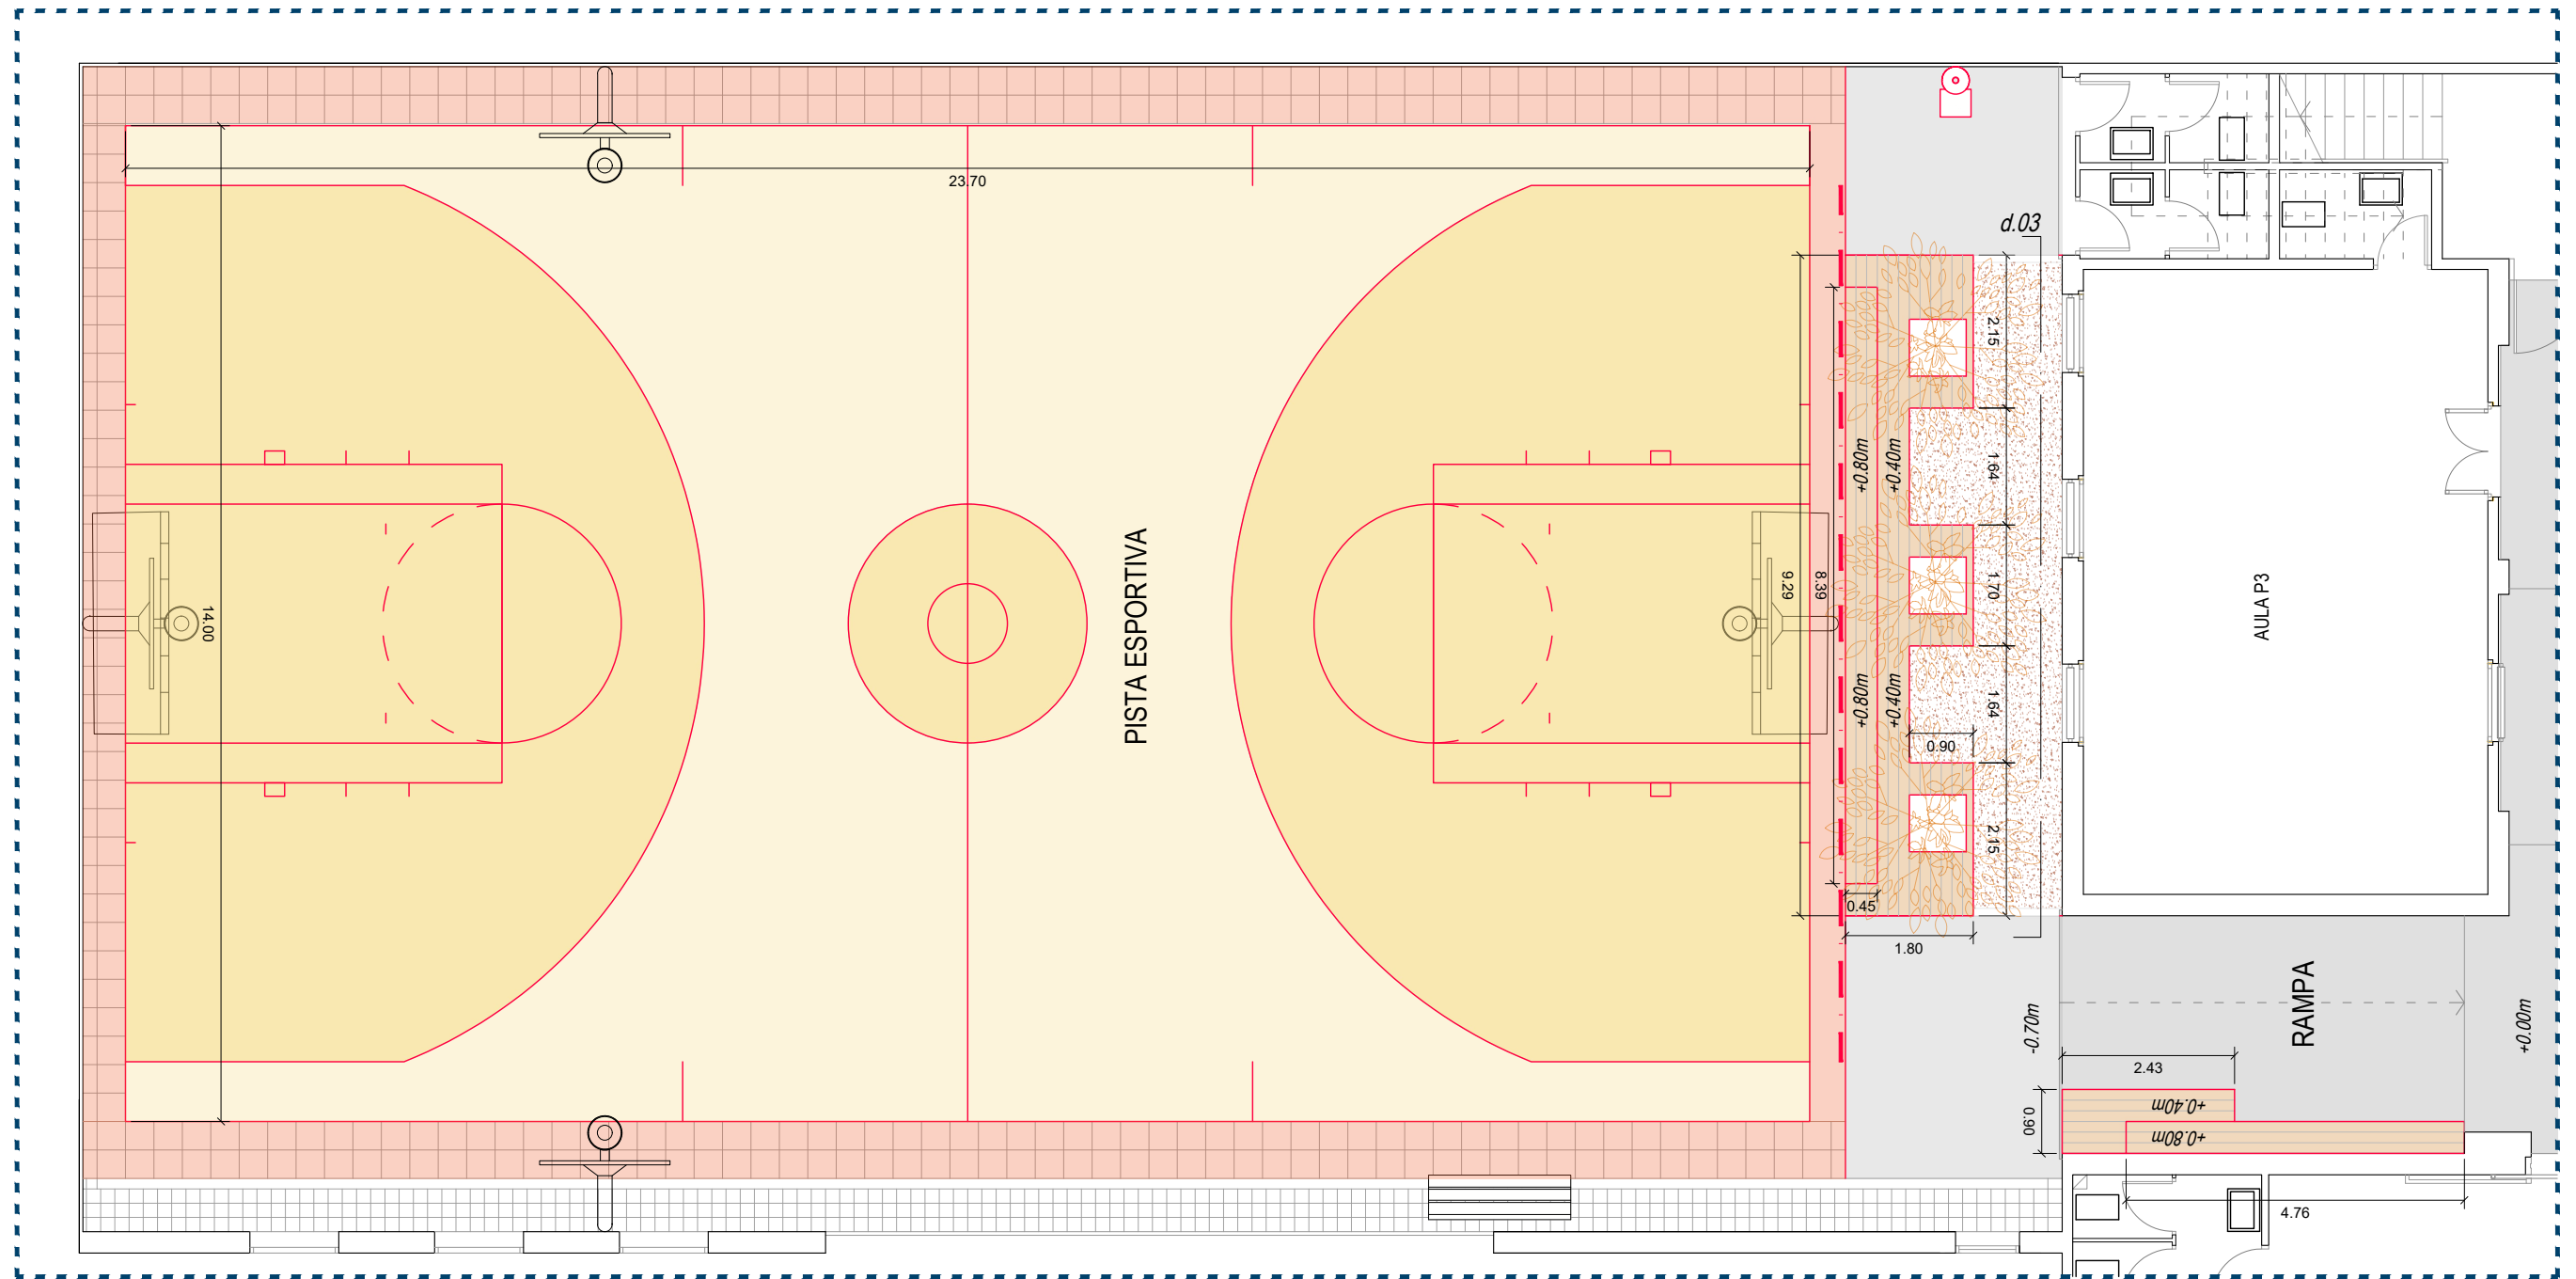 23.70
14.00
PISTA ESPORTIVA
d.03
2.15
1.64
1.70
1.64
2.15
9.29
8.39
+0.80m
+0.40m
+0.80m
+0.40m
0.90
0.45
1.80
AULA P3
RAMPA
-0.70m
+0.00m
2.43
0.90
+0.40m
+0.80m
4.76